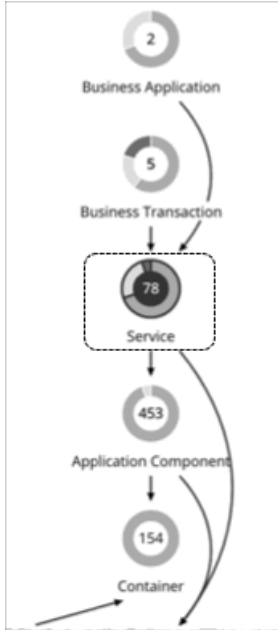 2
Business Application
5
Business Transaction
78
Service
453
Application Component
154
Container